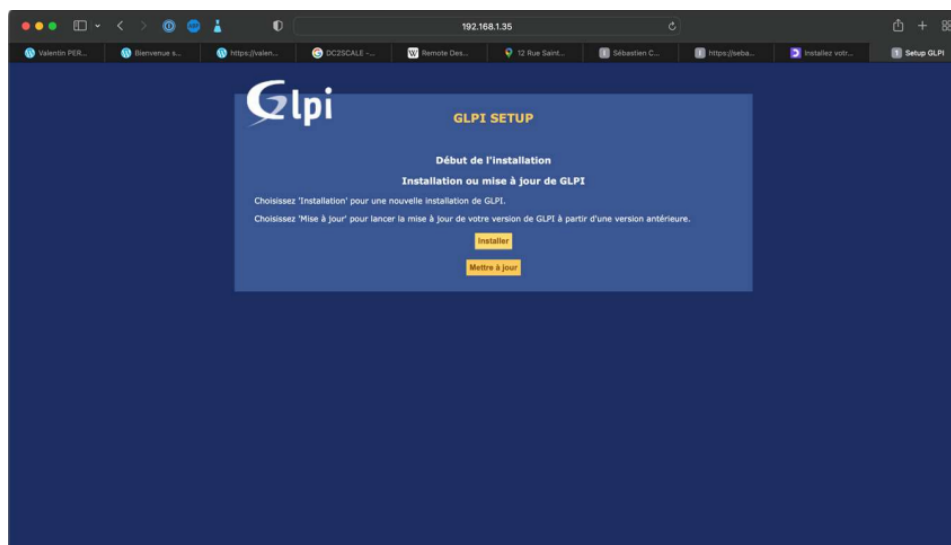 192.168.1.35
Valentin PER...
Bienvenue s...
https://valen...
DC2SCALE -...
Remote Des...
12 Rue Saint...
Sébastien C...
https://seba...
Installez votr...
Setup GLPI
Glpi
GLPI SETUP
Début de l'installation
Installation ou mise à jour de GLPI
Choisissez 'Installation' pour une nouvelle installation de GLPI.
Choisissez 'Mise à jour' pour lancer la mise à jour de votre version de GLPI à partir d'une version antérieure.
Installer
Mettre à jour